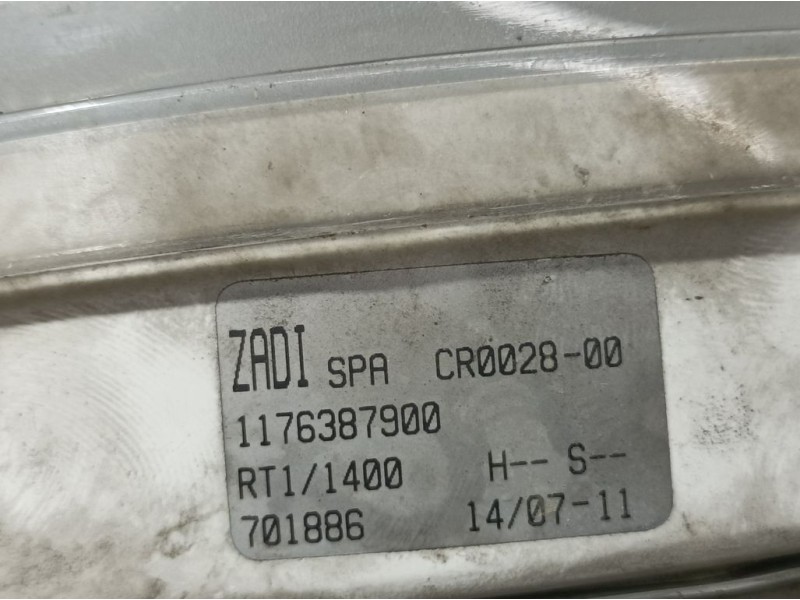 ZADI SPA CR0028-00
1176387900
RT1/1400 H-- S--
701886 14/07-11